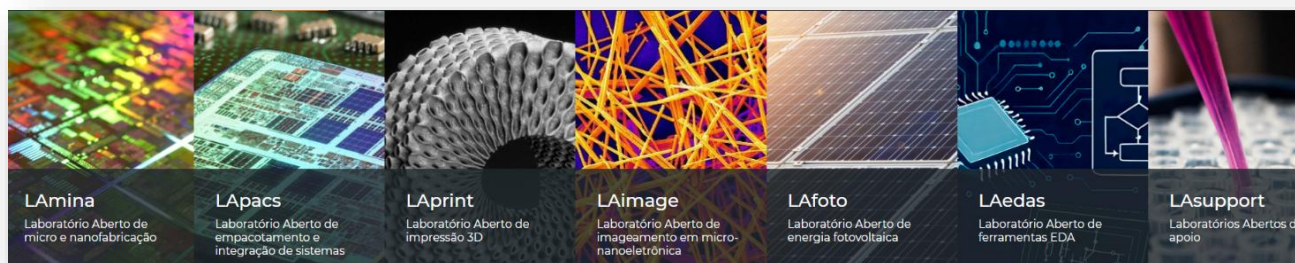 LAmina
Laboratório Aberto de
micro e nanofabricação
LApacs
Laboratório Aberto de
empacotamento e
integração de sistemas
LAprint
Laboratório Aberto de
impressão 3D
LAimage
Laboratório Aberto de
imageamento em micro-
nanoeletrônica
LAfoto
Laboratório Aberto de
energia fotovoltaica
LAedas
Laboratório Aberto de
ferramentas EDA
LAsupport
Laboratórios Abertos d
apoio